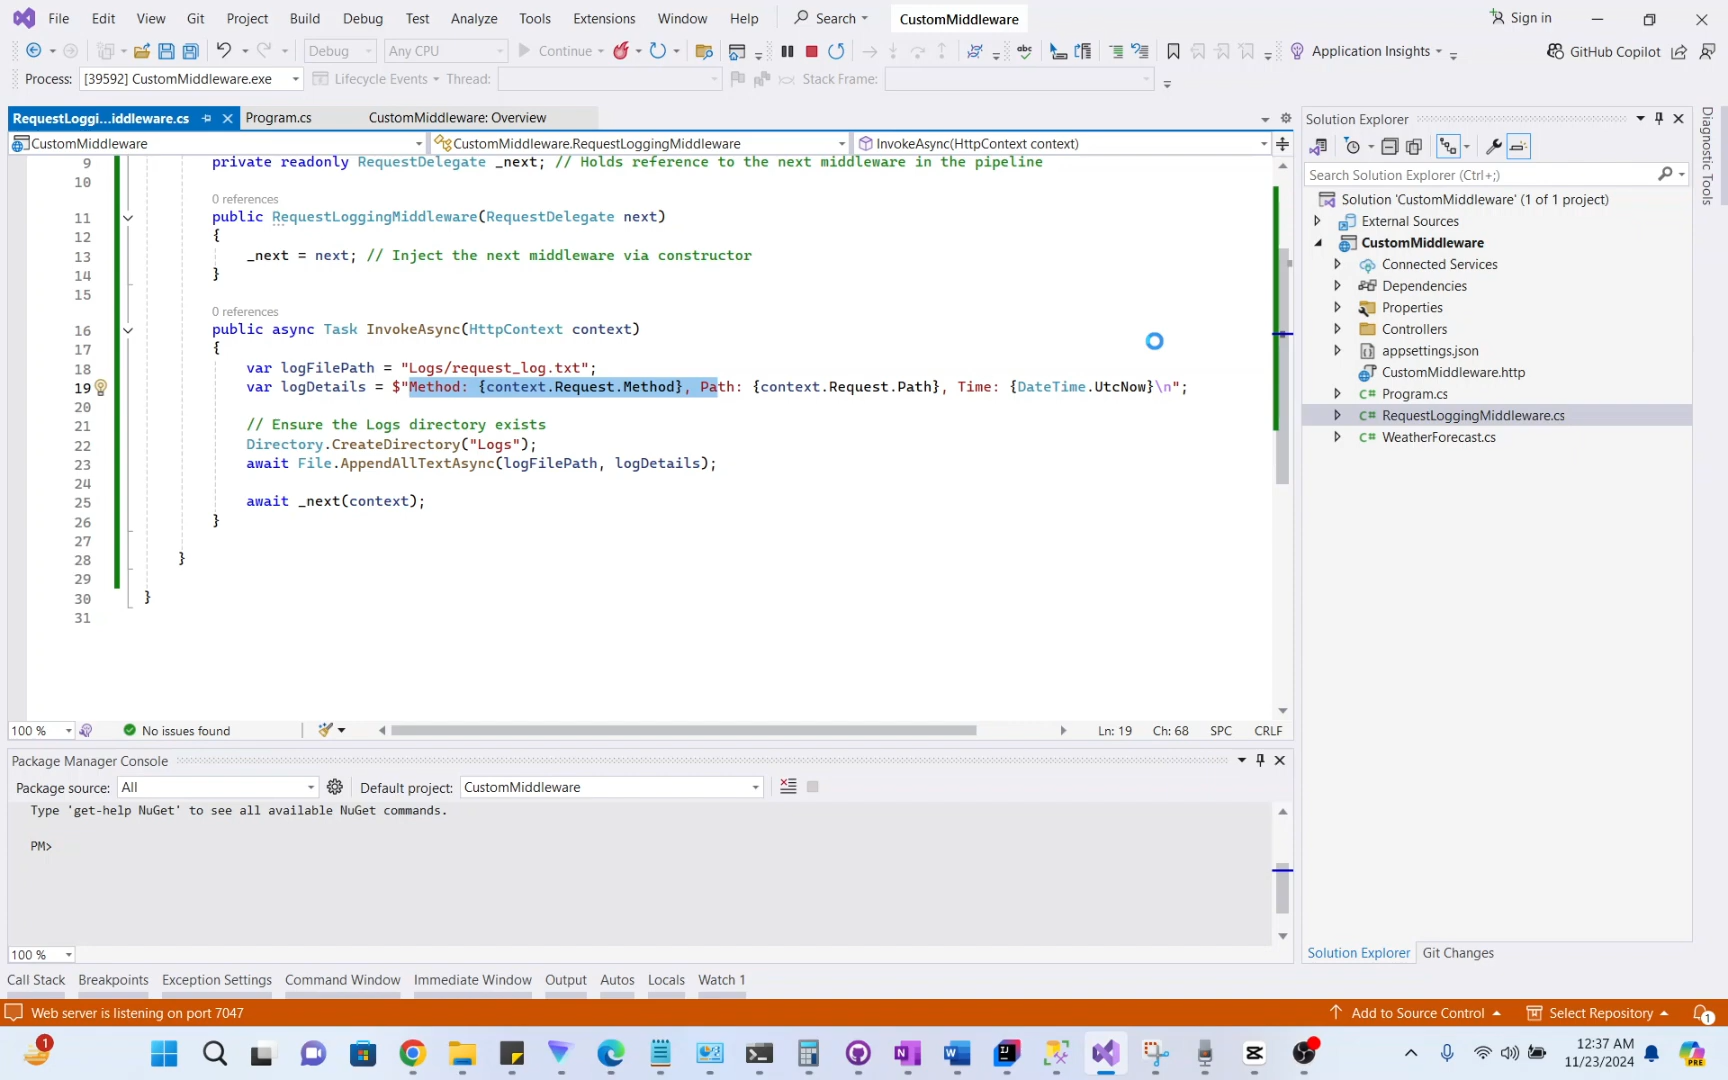 File Edit View Git Project Build Debug Test Analyze Tools Extensions Window Help Search CustomMiddleware Sign in
Debug Any CPU Continue Application Insights GitHub Copilot
Process: [39592] CustomMiddleware.exe Lifecycle Events Thread: Stack Frame:
RequestLoggi...iddleware.cs Program.cs CustomMiddleware: Overview
CustomMiddleware CustomMiddleware.RequestLoggingMiddleware InvokeAsync(HttpContext context)
9 private readonly RequestDelegate _next; // Holds reference to the next middleware in the pipeline
10
0 references
11 public RequestLoggingMiddleware(RequestDelegate next)
12 {
13 _next = next; // Inject the next middleware via constructor
14 }
15
0 references
16 public async Task InvokeAsync(HttpContext context)
17 {
18 var logFilePath = "Logs/request_log.txt";
19 var logDetails = $"Method: {context.Request.Method}, Path: {context.Request.Path}, Time: {DateTime.UtcNow}\n";
20
21 // Ensure the Logs directory exists
22 Directory.CreateDirectory("Logs");
23 await File.AppendAllTextAsync(logFilePath, logDetails);
24
25 await _next(context);
26 }
27
28 }
29
30 }
31
100 % No issues found Ln: 19 Ch: 68 SPC CRLF
Package Manager Console
Package source: All Default project: CustomMiddleware
Type 'get-help NuGet' to see all available NuGet commands.
PM>
100 %
Call Stack Breakpoints Exception Settings Command Window Immediate Window Output Autos Locals Watch 1
Solution Explorer
Search Solution Explorer (Ctrl+;)
Solution 'CustomMiddleware' (1 of 1 project)
External Sources
CustomMiddleware
Connected Services
Dependencies
Properties
Controllers
appsettings.json
CustomMiddleware.http
C# Program.cs
C# RequestLoggingMiddleware.cs
C# WeatherForecast.cs
Solution Explorer Git Changes
Diagnostic Tools
Web server is listening on port 7047 Add to Source Control Select Repository 1
1
12:37 AM
11/23/2024
PRE